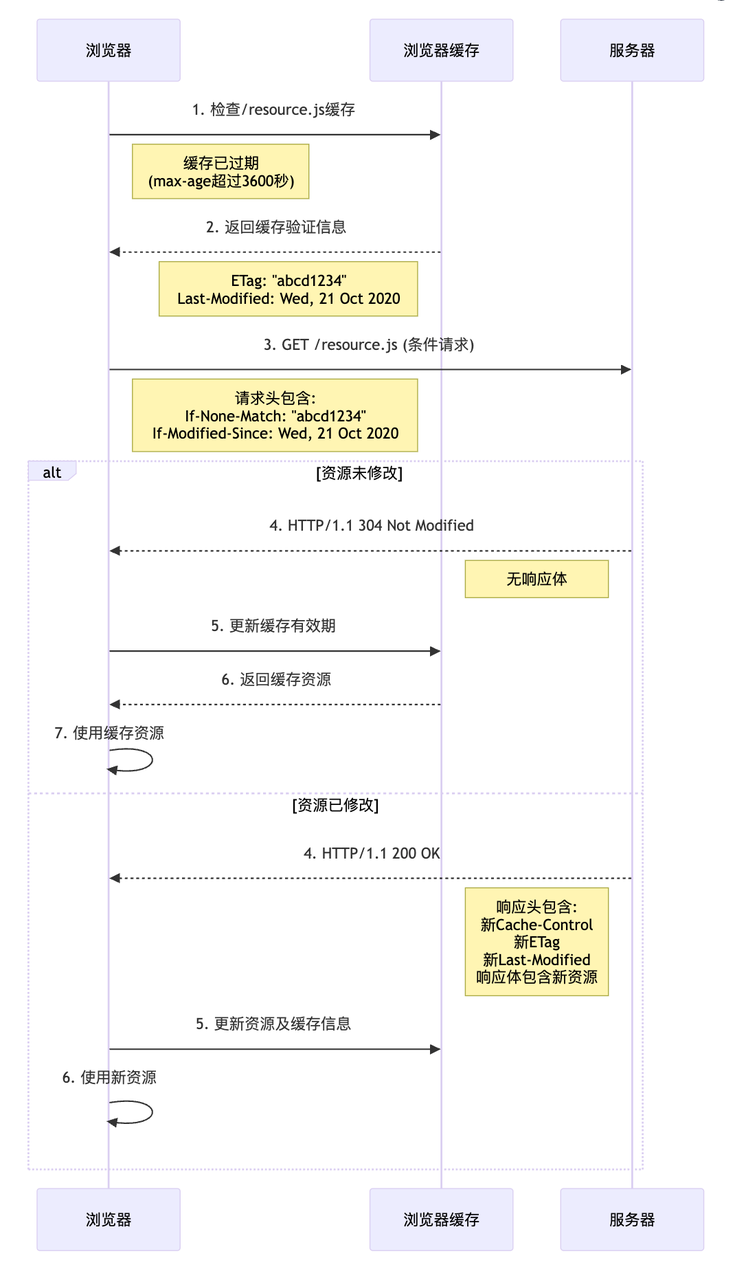 浏览器
浏览器缓存
服务器
1. 检查/resource.js缓存
缓存已过期
(max-age超过3600秒)
2. 返回缓存验证信息
ETag: "abcd1234"
Last-Modified: Wed, 21 Oct 2020
3. GET /resource.js (条件请求)
请求头包含:
If-None-Match: "abcd1234"
If-Modified-Since: Wed, 21 Oct 2020
alt
[资源未修改]
4. HTTP/1.1 304 Not Modified
无响应体
5. 更新缓存有效期
6. 返回缓存资源
7. 使用缓存资源
[资源已修改]
4. HTTP/1.1 200 OK
响应头包含:
新Cache-Control
新ETag
新Last-Modified
响应体包含新资源
5. 更新资源及缓存信息
6. 使用新资源
浏览器
浏览器缓存
服务器